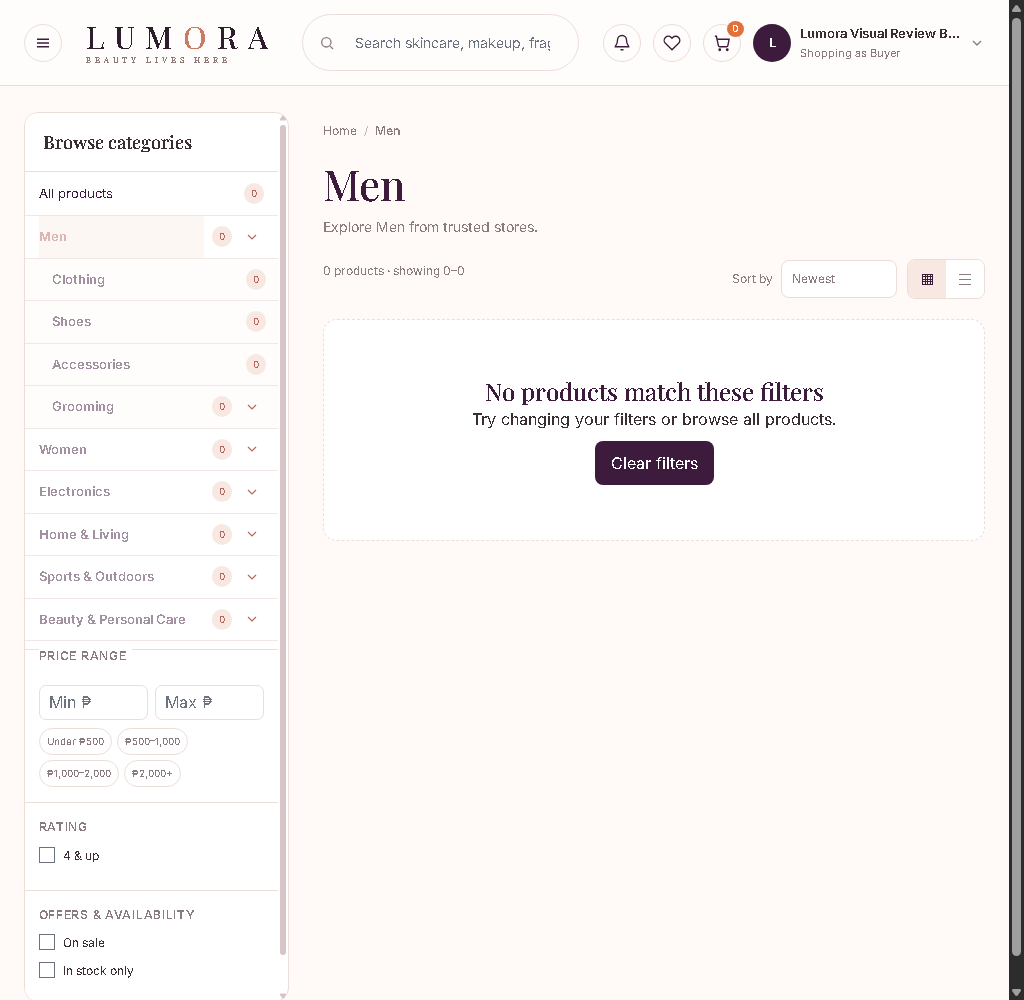 LUMORA
BEAUTY LIVES HERE
Search skincare, makeup, frag
0
L
Lumora Visual Review B...
Shopping as Buyer
Browse categories
All products 0
Men 0
Clothing 0
Shoes 0
Accessories 0
Grooming 0
Women 0
Electronics 0
Home & Living 0
Sports & Outdoors 0
Beauty & Personal Care 0
PRICE RANGE
Min ₱ Max ₱
Under ₱500 ₱500–1,000
₱1,000–2,000 ₱2,000+
RATING
4 & up
OFFERS & AVAILABILITY
On sale
In stock only
Home / Men
Men
Explore Men from trusted stores.
0 products · showing 0–0
Sort by Newest
No products match these filters
Try changing your filters or browse all products.
Clear filters